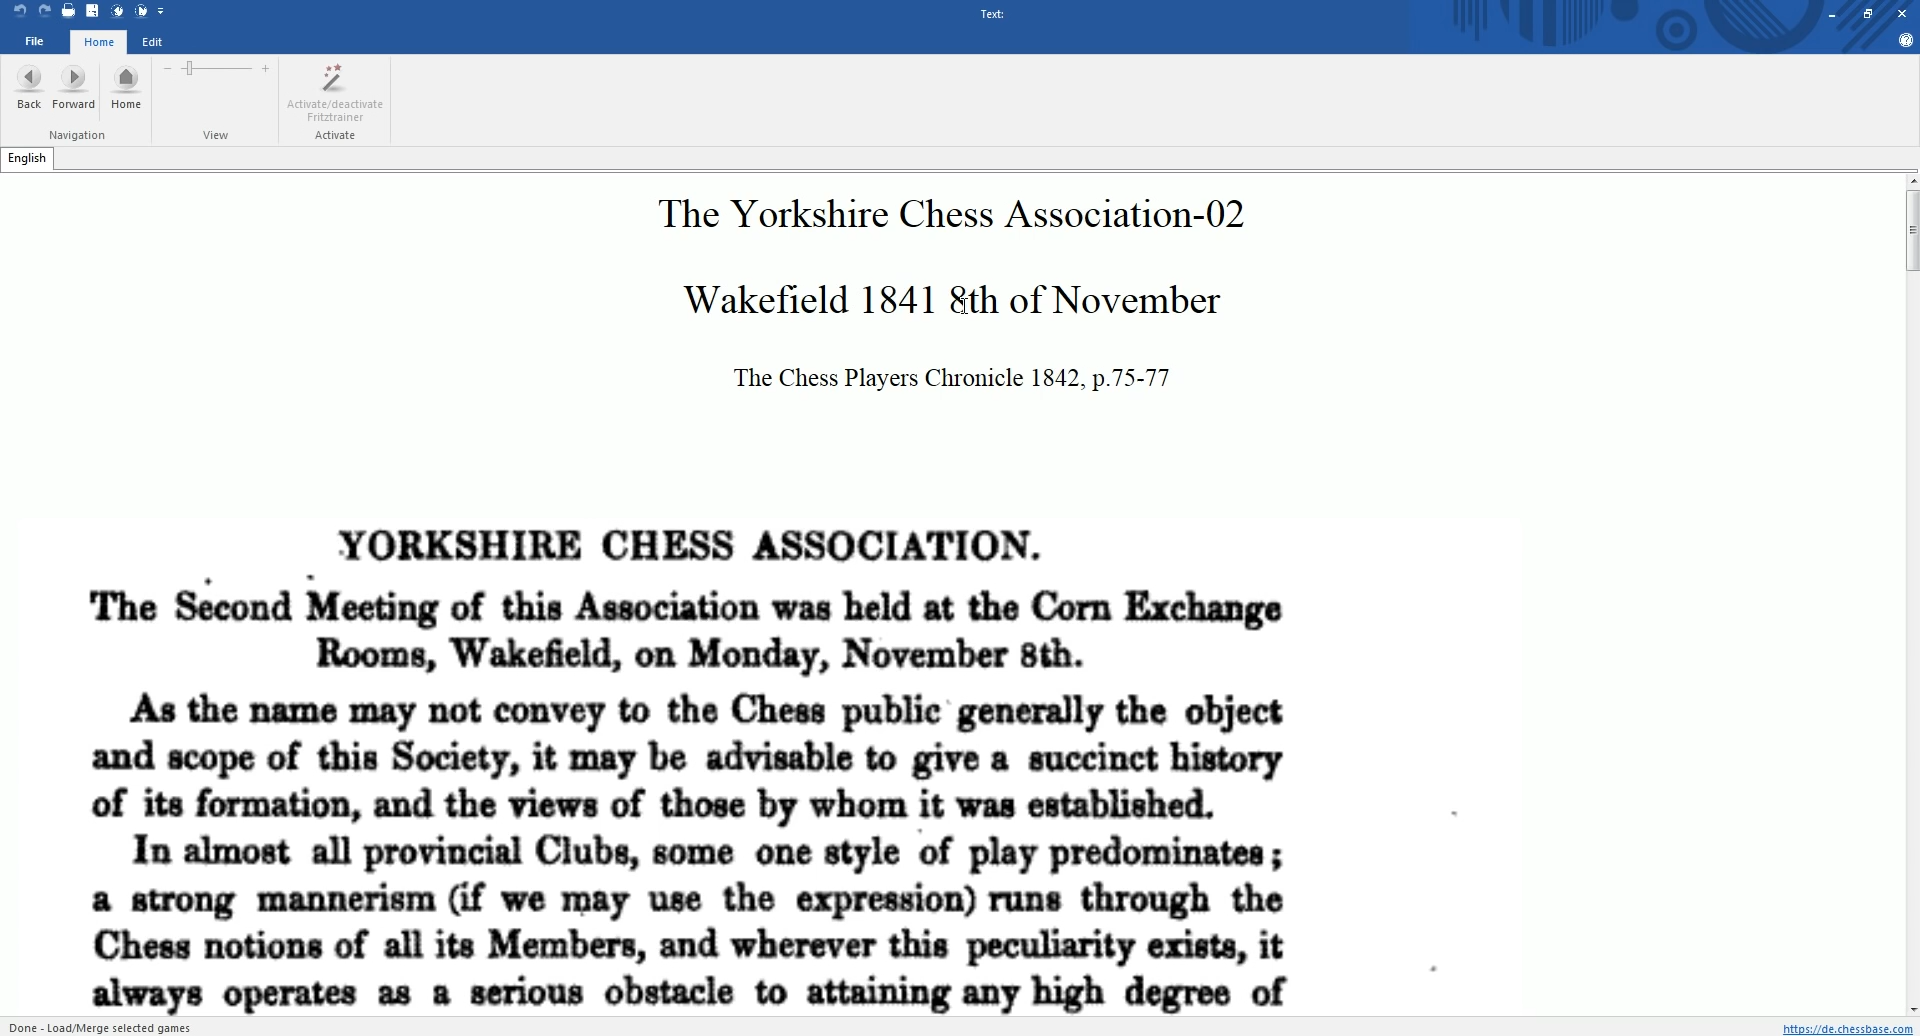 Text:
File
Home
Edit
Back
Forward
Home
Navigation
View
Activate/deactivate
Fritztrainer
Activate
English
The Yorkshire Chess Association-02
Wakefield 1841 8th of November
The Chess Players Chronicle 1842, p.75-77
YORKSHIRE CHESS ASSOCIATION.
The Second Meeting of this Association was held at the Corn Exchange
Rooms, Wakefield, on Monday, November 8th.
As the name may not convey to the Chess public generally the object
and scope of this Society, it may be advisable to give a succinct history
of its formation, and the views of those by whom it was established.
In almost all provincial Clubs, some one style of play predominates;
a strong mannerism (if we may use the expression) runs through the
Chess notions of all its Members, and wherever this peculiarity exists, it
always operates as a serious obstacle to attaining any high degree of
Done - Load/Merge selected games
https://de.chessbase.com